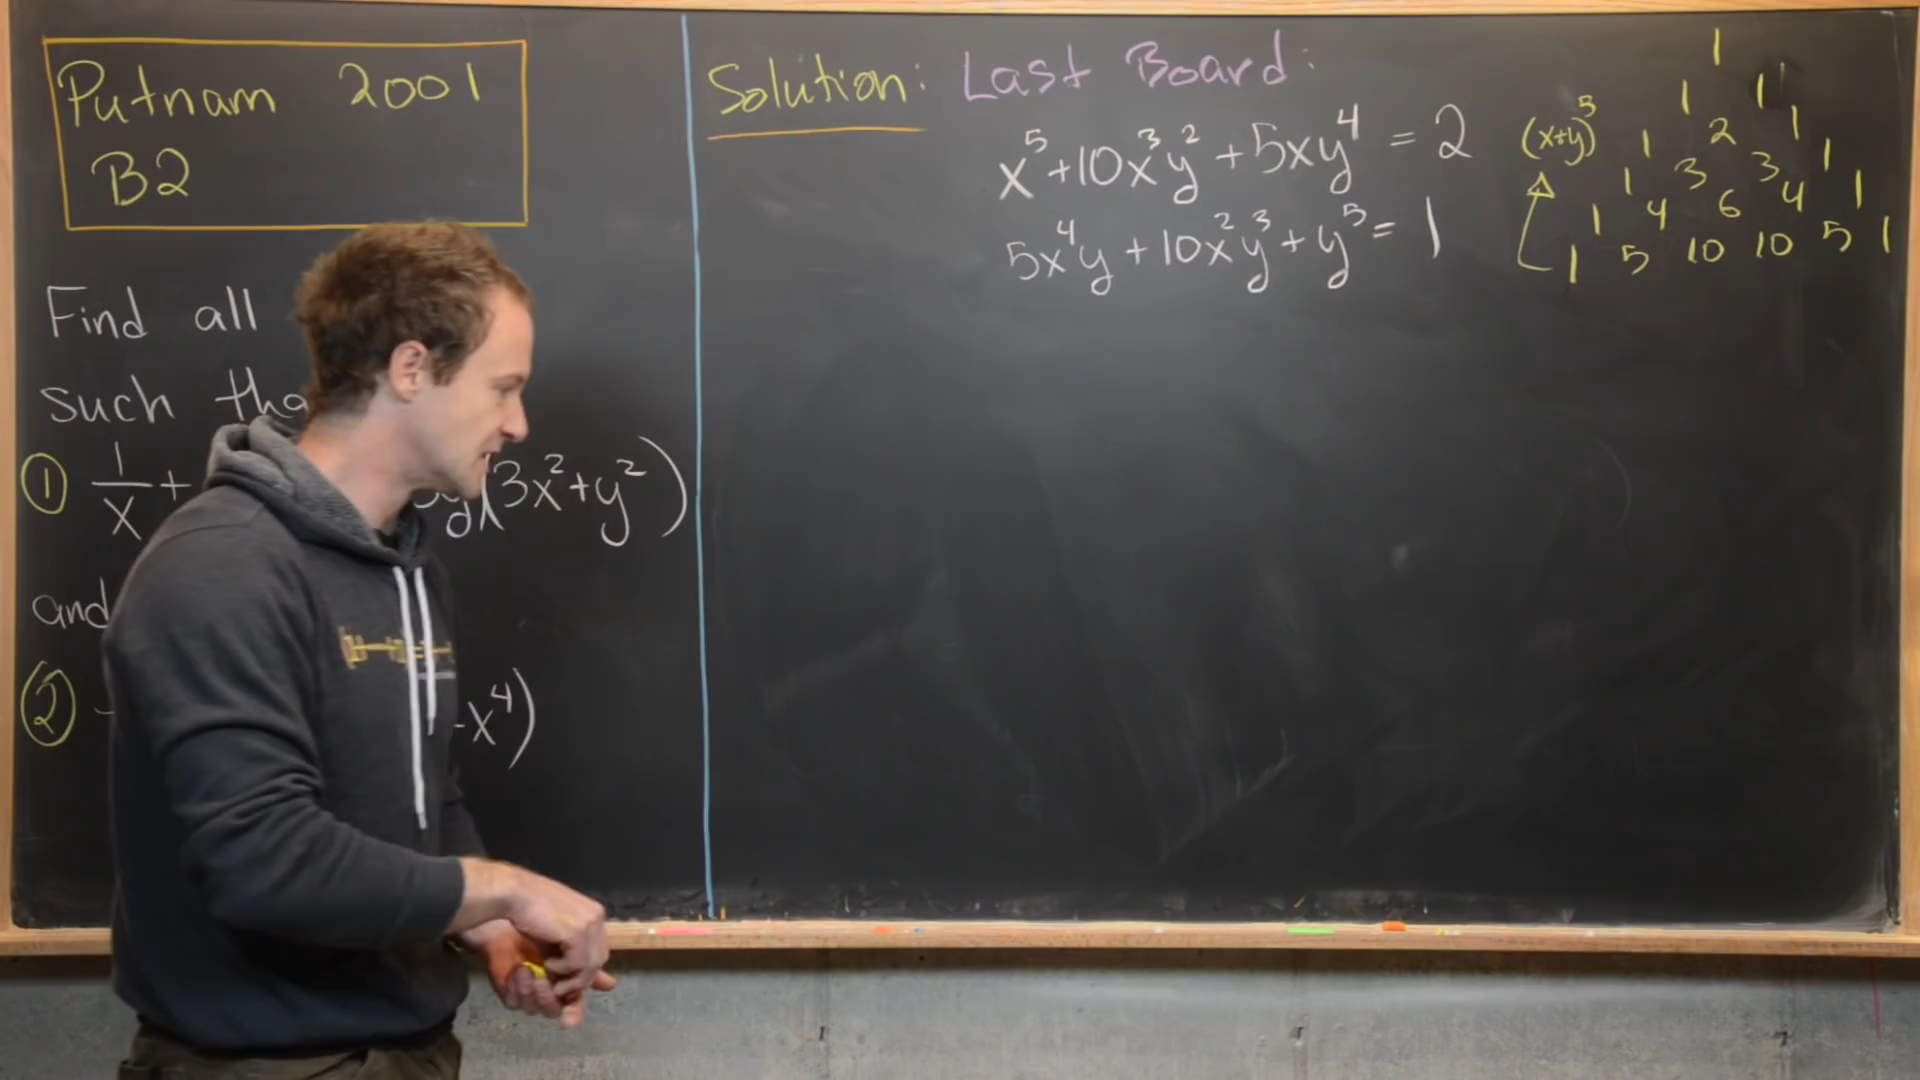 Putnam 2001
B2
Find all
such tha
① 1/x + y(3x²+y²)
and
② - -x⁴)
Solution: Last Board:
x⁵+10x³y²+5xy⁴ = 2
5x⁴y+10x²y³+y⁵ = 1
1
1 1
(x+y)⁵ 1 2 1
1 3 3 1
1 4 6 4 1
1 5 10 10 5 1